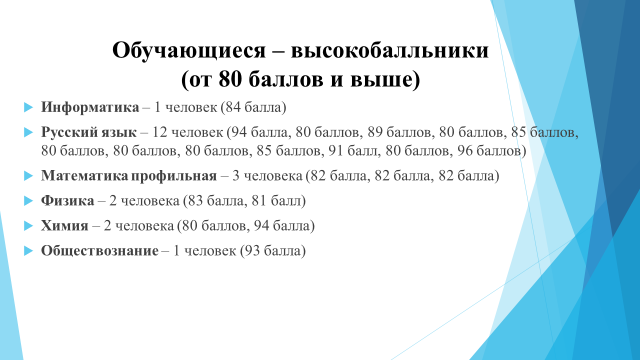 Обучающиеся – высокобалльники
(от 80 баллов и выше)
Информатика – 1 человек (84 балла)
Русский язык – 12 человек (94 балла, 80 баллов, 89 баллов, 80 баллов, 85 баллов,
80 баллов, 80 баллов, 80 баллов, 85 баллов, 91 балл, 80 баллов, 96 баллов)
Математика профильная – 3 человека (82 балла, 82 балла, 82 балла)
Физика – 2 человека (83 балла, 81 балл)
Химия – 2 человека (80 баллов, 94 балла)
Обществознание – 1 человек (93 балла)